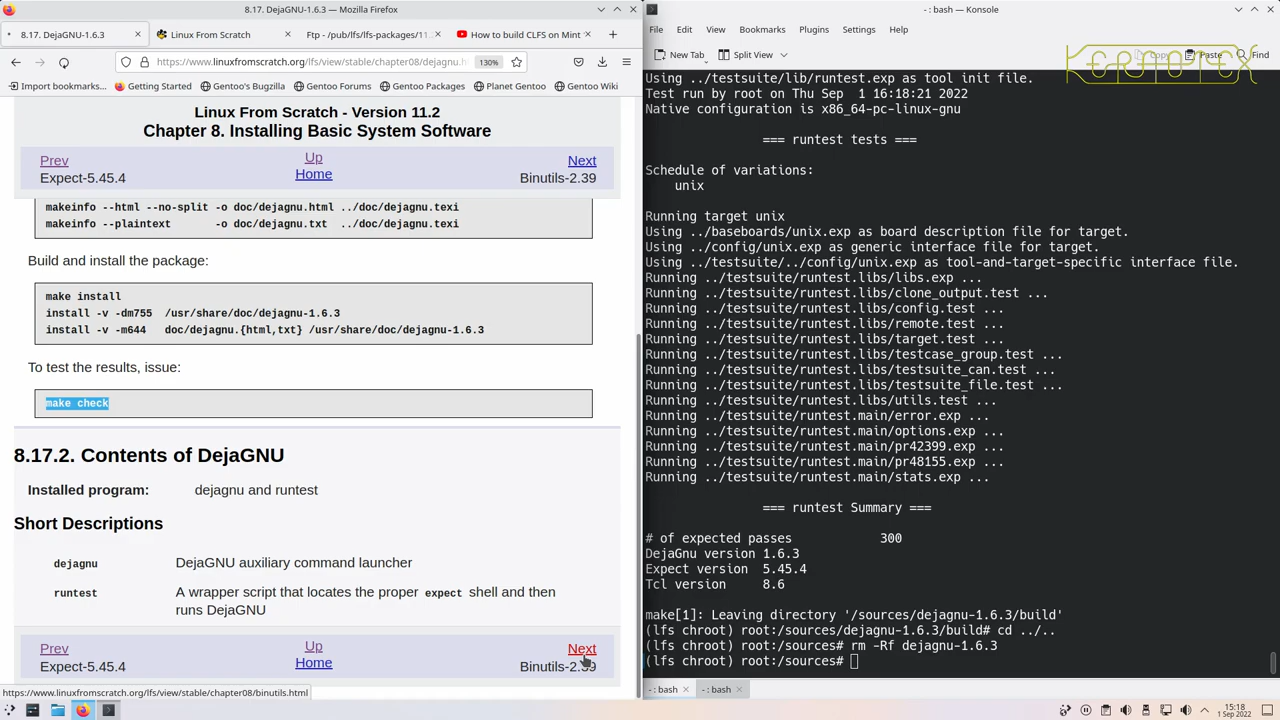 8.17. DejaGNU-1.6.3 — Mozilla Firefox
8.17. DejaGNU-1.6.3
Linux From Scratch
Ftp - /pub/lfs/lfs-packages/11.
How to build CLFS on Mint
https://www.linuxfromscratch.org/lfs/view/stable/chapter08/dejagnu
Import bookmarks...
Getting Started
Gentoo's Bugzilla
Gentoo Forums
Gentoo Packages
Planet Gentoo
Gentoo Wiki
Linux From Scratch - Version 11.2
Chapter 8. Installing Basic System Software
Prev
Up
Next
Expect-5.45.4
Home
Binutils-2.39
makeinfo --html --no-split -o doc/dejagnu.html ../doc/dejagnu.texi
makeinfo --plaintext       -o doc/dejagnu.txt  ../doc/dejagnu.texi
Build and install the package:
make install
install -v -dm755  /usr/share/doc/dejagnu-1.6.3
install -v -m644   doc/dejagnu.{html,txt} /usr/share/doc/dejagnu-1.6.3
To test the results, issue:
make check
8.17.2. Contents of DejaGNU
Installed program: dejagnu and runtest
Short Descriptions
dejagnu DejaGNU auxiliary command launcher
runtest A wrapper script that locates the proper expect shell and then
runs DejaGNU
Prev
Up
Next
Expect-5.45.4
Home
Binutils-2.39
https://www.linuxfromscratch.org/lfs/view/stable/chapter08/binutils.html
- : bash — Konsole
File Edit View Bookmarks Plugins Settings Help
New Tab
Split View
Copy
Paste
Find
KERNOTEX
Using ../testsuite/lib/runtest.exp as tool init file.
Test run by root on Thu Sep  1 16:18:21 2022
Native configuration is x86_64-pc-linux-gnu
=== runtest tests ===
Schedule of variations:
unix
Running target unix
Using ../baseboards/unix.exp as board description file for target.
Using ../config/unix.exp as generic interface file for target.
Using ../testsuite/../config/unix.exp as tool-and-target-specific interface file.
Running ../testsuite/runtest.libs/libs.exp ...
Running ../testsuite/runtest.libs/clone_output.test ...
Running ../testsuite/runtest.libs/config.test ...
Running ../testsuite/runtest.libs/remote.test ...
Running ../testsuite/runtest.libs/target.test ...
Running ../testsuite/runtest.libs/testcase_group.test ...
Running ../testsuite/runtest.libs/testsuite_can.test ...
Running ../testsuite/runtest.libs/testsuite_file.test ...
Running ../testsuite/runtest.libs/utils.test ...
Running ../testsuite/runtest.main/error.exp ...
Running ../testsuite/runtest.main/options.exp ...
Running ../testsuite/runtest.main/pr42399.exp ...
Running ../testsuite/runtest.main/pr48155.exp ...
Running ../testsuite/runtest.main/stats.exp ...
=== runtest Summary ===
# of expected passes 300
DejaGnu version 1.6.3
Expect version  5.45.4
Tcl version     8.6
make[1]: Leaving directory '/sources/dejagnu-1.6.3/build'
(lfs chroot) root:/sources/dejagnu-1.6.3/build# cd ../..
(lfs chroot) root:/sources# rm -Rf dejagnu-1.6.3
(lfs chroot) root:/sources#
- : bash
- : bash
15:18
1 Sep 2022